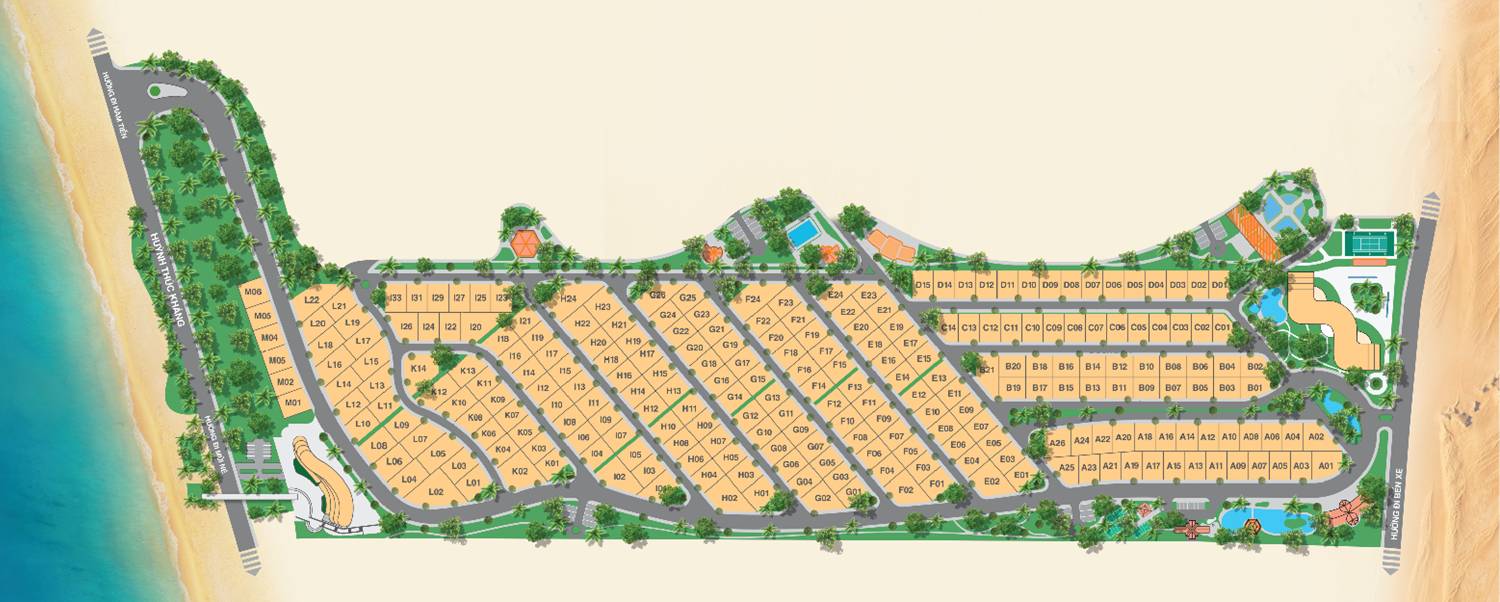 HƯỚNG ĐI HÀM TIẾN
HUỲNH THÚC KHÁNG
HƯỚNG ĐI MŨI NÉ
HƯỚNG ĐI BẾN XE
M06
M05
M04
M05
M02
M01
L22 L21
L20 L19
L18 L17
L16 L15
L14 L13
L12 L11
L10 L09
L08 L07
L06 L05
L04 L03
L02 L01
I33 I31 I29 I27 I25 I23
I26 I24 I22 I20
I21
I18 I19
I16 I17
I14 I15
I12 I13
I10 I11
I08 I09
I06 I07
I04 I05
I02 I03
K14 K13
K12 K11
K10 K09
K08 K07
K06 K05
K04 K03
K02 K01
H24 H23
H22 H21
H20 H19
H18 H17
H16 H15
H14 H13
H12 H11
H10 H09
H08 H07
H06 H05
H04 H03
H02 H01
G26 G25
G24 G23
G22 G21
G20 G19
G18 G17
G16 G15
G14 G13
G12 G11
G10 G09
G08 G07
G06 G05
G04 G03
G02 G01
F24 F23
F22 F21
F20 F19
F18 F17
F16 F15
F14 F13
F12 F11
F10 F09
F08 F07
F06 F05
F04 F03
F02 F01
E24 E23
E22 E21
E20 E19
E18 E17
E16 E15
E14 E13
E12 E11
E10 E09
E08 E07
E06 E05
E04 E03
E02 E01
D15 D14 D13 D12 D11 D10 D09 D08 D07 D06 D05 D04 D03 D02 D01
C14 C13 C12 C11 C10 C09 C08 C07 C06 C05 C04 C03 C02 C01
B21 B20 B18 B16 B14 B12 B10 B08 B06 B04 B02
B19 B17 B15 B13 B11 B09 B07 B05 B03 B01
A26 A24 A22 A20 A18 A16 A14 A12 A10 A08 A06 A04 A02
A25 A23 A21 A19 A17 A15 A13 A11 A09 A07 A05 A03 A01